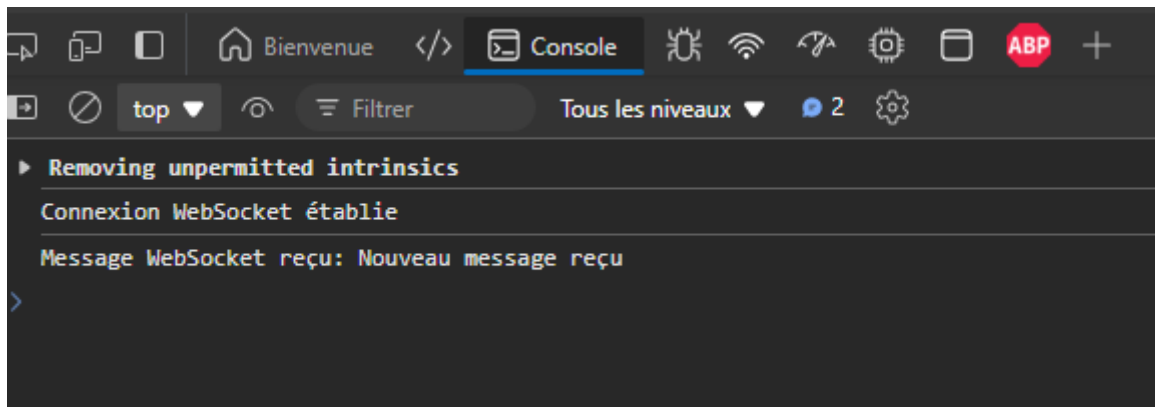 Bienvenue </> Console ABP
top Filtrer Tous les niveaux 2
Removing unpermitted intrinsics
Connexion WebSocket établie
Message WebSocket reçu: Nouveau message reçu
>